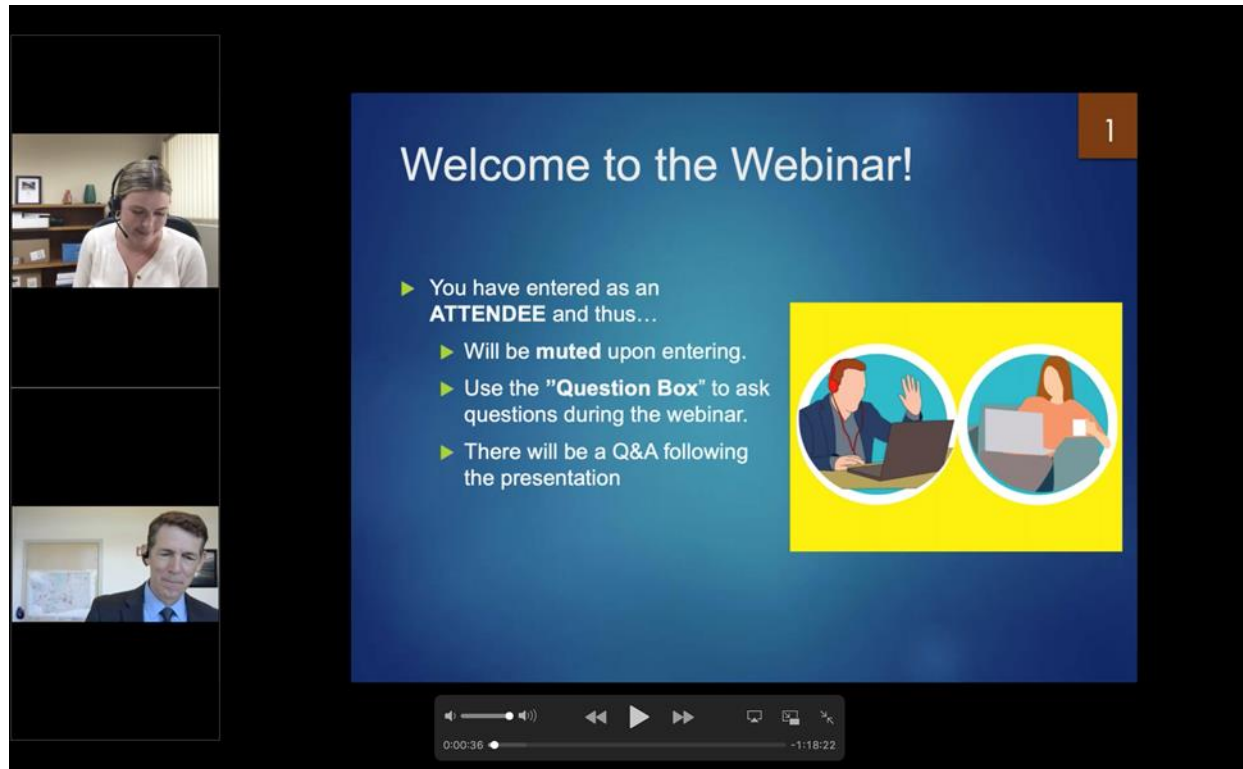 1
Welcome to the Webinar!
You have entered as an
ATTENDEE and thus…
Will be muted upon entering.
Use the ”Question Box” to ask
questions during the webinar.
There will be a Q&A following
the presentation
0:00:36
-1:18:22